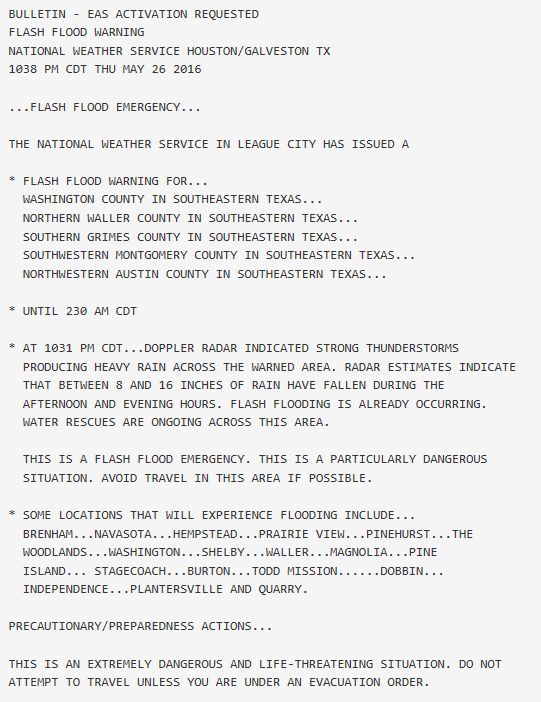 BULLETIN - EAS ACTIVATION REQUESTED
FLASH FLOOD WARNING
NATIONAL WEATHER SERVICE HOUSTON/GALVESTON TX
1038 PM CDT THU MAY 26 2016
...FLASH FLOOD EMERGENCY...
THE NATIONAL WEATHER SERVICE IN LEAGUE CITY HAS ISSUED A
* FLASH FLOOD WARNING FOR...
WASHINGTON COUNTY IN SOUTHEASTERN TEXAS...
NORTHERN WALLER COUNTY IN SOUTHEASTERN TEXAS...
SOUTHERN GRIMES COUNTY IN SOUTHEASTERN TEXAS...
SOUTHWESTERN MONTGOMERY COUNTY IN SOUTHEASTERN TEXAS...
NORTHWESTERN AUSTIN COUNTY IN SOUTHEASTERN TEXAS...
* UNTIL 230 AM CDT
* AT 1031 PM CDT...DOPPLER RADAR INDICATED STRONG THUNDERSTORMS
PRODUCING HEAVY RAIN ACROSS THE WARNED AREA. RADAR ESTIMATES INDICATE
THAT BETWEEN 8 AND 16 INCHES OF RAIN HAVE FALLEN DURING THE
AFTERNOON AND EVENING HOURS. FLASH FLOODING IS ALREADY OCCURRING.
WATER RESCUES ARE ONGOING ACROSS THIS AREA.
THIS IS A FLASH FLOOD EMERGENCY. THIS IS A PARTICULARLY DANGEROUS
SITUATION. AVOID TRAVEL IN THIS AREA IF POSSIBLE.
* SOME LOCATIONS THAT WILL EXPERIENCE FLOODING INCLUDE...
BRENHAM...NAVASOTA...HEMPSTEAD...PRAIRIE VIEW...PINEHURST...THE
WOODLANDS...WASHINGTON...SHELBY...WALLER...MAGNOLIA...PINE
ISLAND... STAGECOACH...BURTON...TODD MISSION......DOBBIN...
INDEPENDENCE...PLANTERSVILLE AND QUARRY.
PRECAUTIONARY/PREPAREDNESS ACTIONS...
THIS IS AN EXTREMELY DANGEROUS AND LIFE-THREATENING SITUATION. DO NOT
ATTEMPT TO TRAVEL UNLESS YOU ARE UNDER AN EVACUATION ORDER.